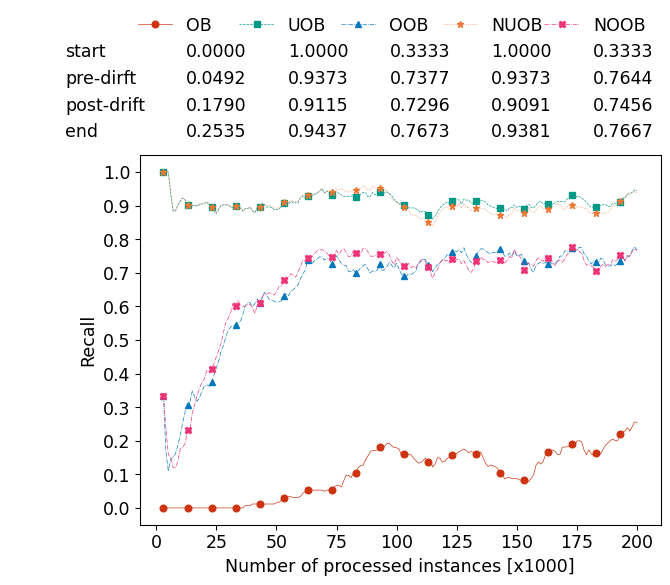 OB UOB OOB NUOB NOOB
start 0.0000 1.0000 0.3333 1.0000 0.3333
pre-dirft 0.0492 0.9373 0.7377 0.9373 0.7644
post-drift 0.1790 0.9115 0.7296 0.9091 0.7456
end 0.2535 0.9437 0.7673 0.9381 0.7667
1.0
0.9
0.8
0.7
0.6
0.5
0.4
0.3
0.2
0.1
0.0
Recall
0 25 50 75 100 125 150 175 200
Number of processed instances [x1000]